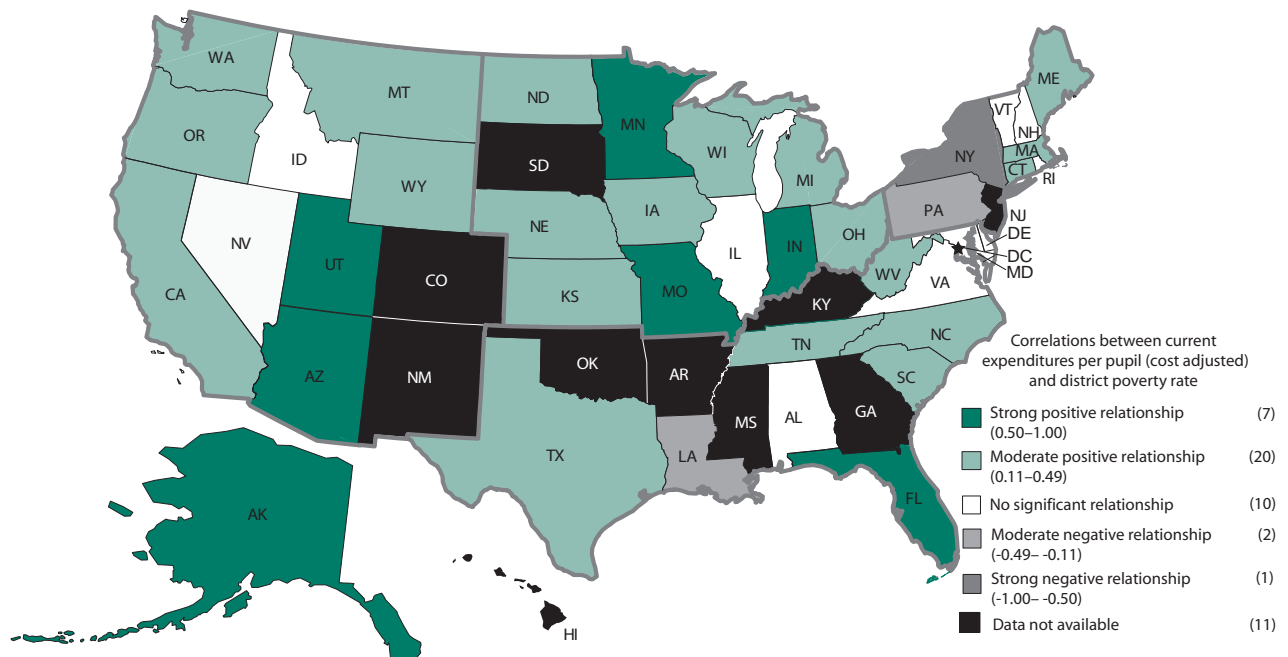 WA
MT
ND
MN
ME
VT
NH
OR
ID
WY
SD
WI
MI
NY
MA
CT
RI
NV
UT
CO
NE
IA
IL
IN
OH
PA
NJ
DE
DC
MD
WV
VA
CA
KS
MO
KY
AZ
NM
OK
AR
TN
NC
SC
TX
LA
MS
AL
GA
FL
AK
HI
Correlations between current
expenditures per pupil (cost adjusted)
and district poverty rate
Strong positive relationship (7)
(0.50–1.00)
Moderate positive relationship (20)
(0.11–0.49)
No significant relationship (10)
Moderate negative relationship (2)
(-0.49– -0.11)
Strong negative relationship (1)
(-1.00– -0.50)
Data not available (11)